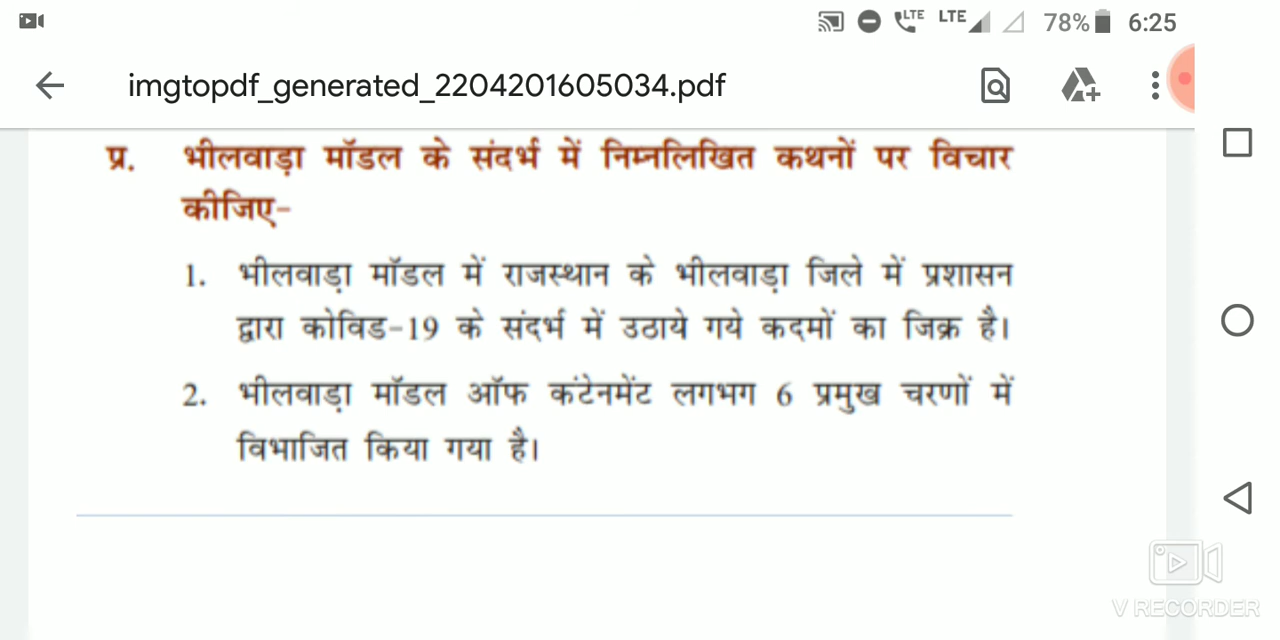 LTE LTE 78% 6:25
imgtopdf_generated_2204201605034.pdf
प्र. भीलवाड़ा मॉडल के संदर्भ में निम्नलिखित कथनों पर विचार
कीजिए-
1. भीलवाड़ा मॉडल में राजस्थान के भीलवाड़ा जिले में प्रशासन
द्वारा कोविड-19 के संदर्भ में उठाये गये कदमों का जिक्र है।
2. भीलवाड़ा मॉडल ऑफ कंटेनमेंट लगभग 6 प्रमुख चरणों में
विभाजित किया गया है।
V RECORDER